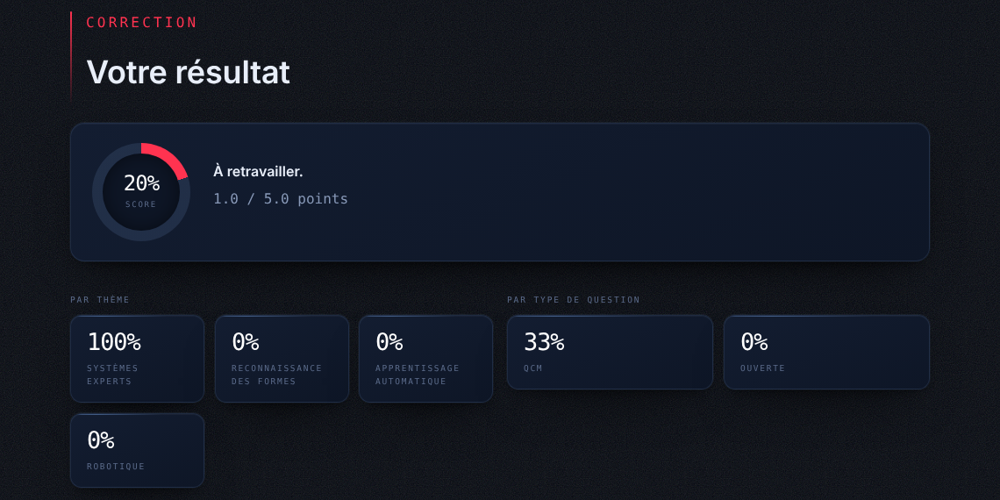 CORRECTION
Votre résultat
20%
SCORE
À retravailler.
1.0 / 5.0 points
PAR THÈME
100%
SYSTÈMES
EXPERTS
0%
RECONNAISSANCE
DES FORMES
0%
APPRENTISSAGE
AUTOMATIQUE
0%
ROBOTIQUE
PAR TYPE DE QUESTION
33%
QCM
0%
OUVERTE